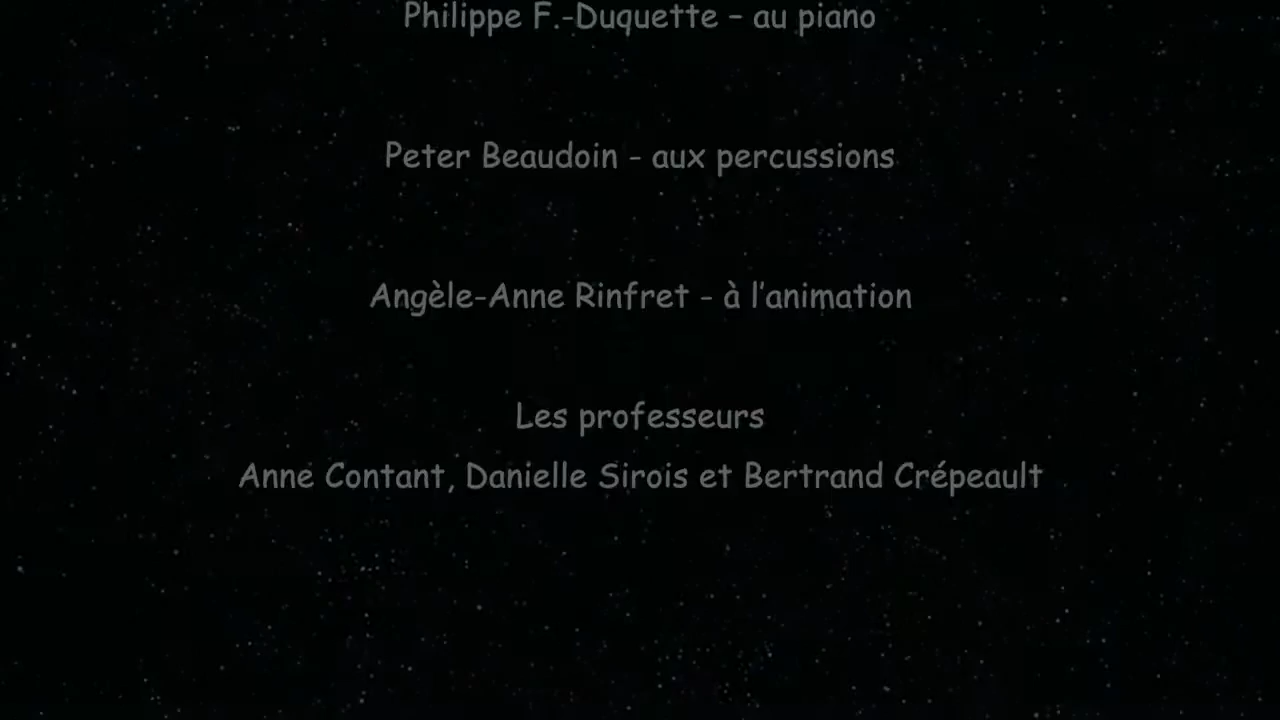 Philippe F.-Duquette – au piano
Peter Beaudoin - aux percussions
Angèle-Anne Rinfret - à l’animation
Les professeurs
Anne Contant, Danielle Sirois et Bertrand Crépeault